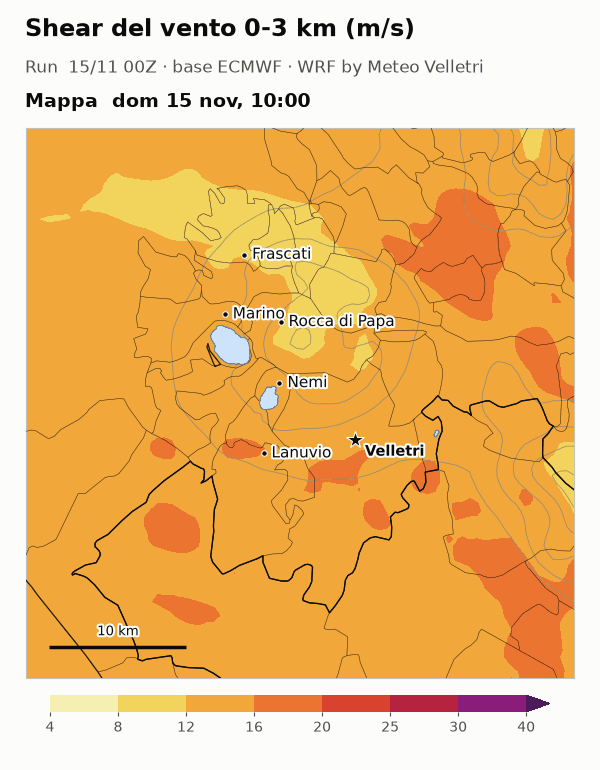 Shear del vento 0-3 km (m/s)
Run  15/11 00Z · base ECMWF · WRF by Meteo Velletri
Mappa  dom 15 nov, 10:00
Frascati
Marino
Rocca di Papa
Nemi
Velletri
Lanuvio
10 km
4 8 12 16 20 25 30 40